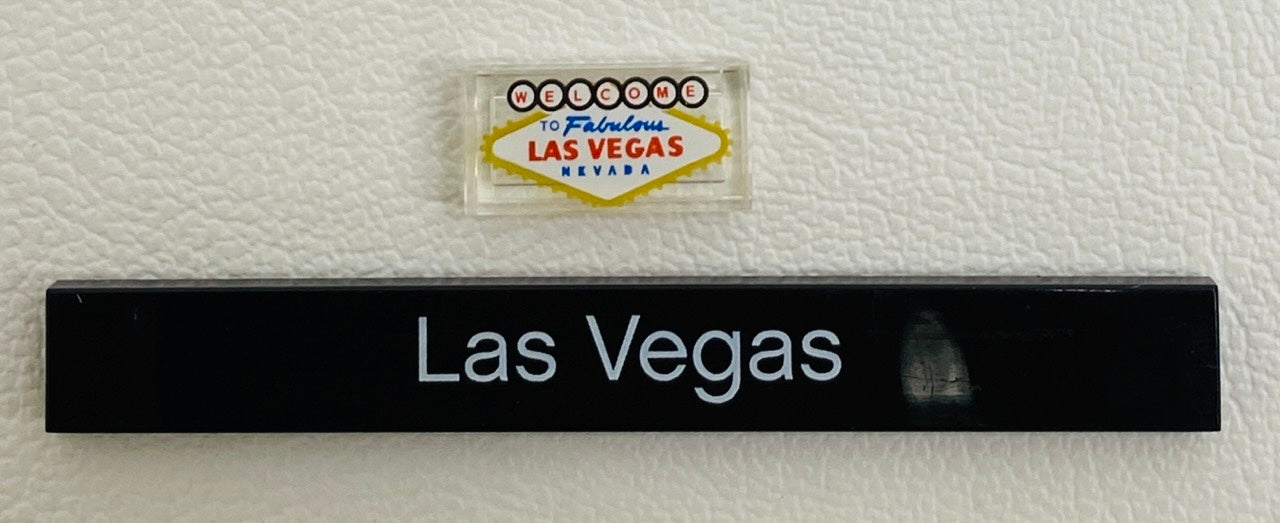 WELCOME
TO Fabulous
LAS VEGAS
NEVADA
Las Vegas